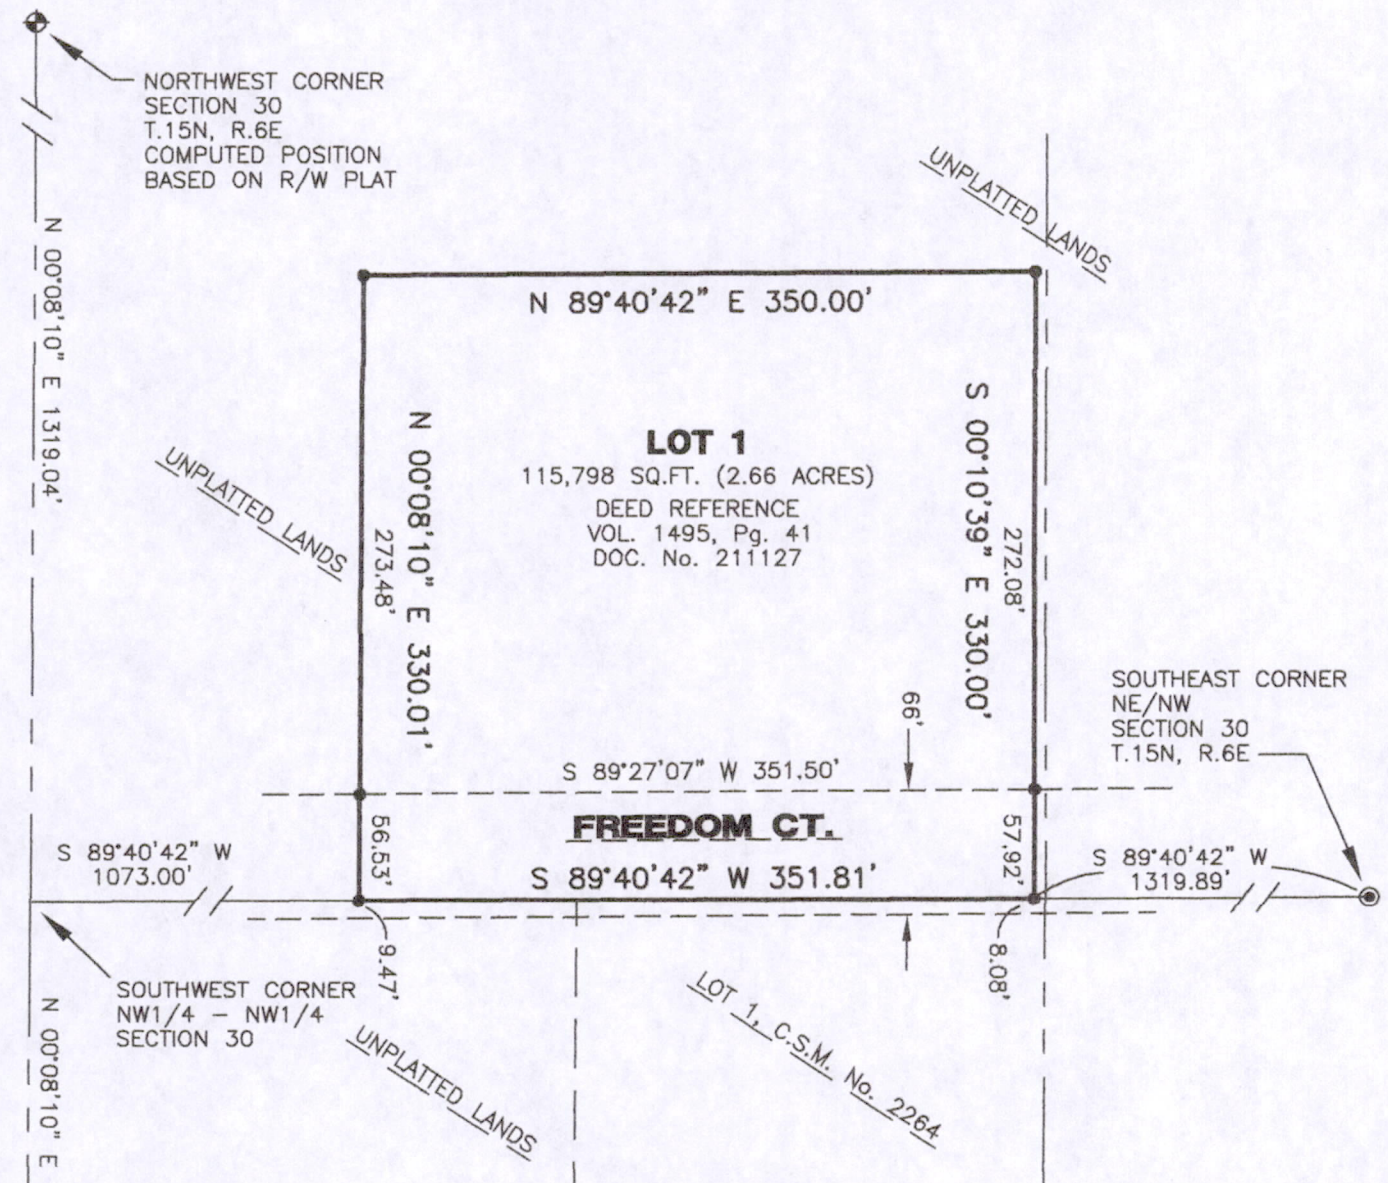 NORTHWEST CORNER
SECTION 30
T.15N, R.6E
COMPUTED POSITION
BASED ON R/W PLAT
UNPLATTED LANDS
N 00°08'10" E 1319.04'
N 89°40'42" E 350.00'
LOT 1
115,798 SQ.FT. (2.66 ACRES)
DEED REFERENCE
VOL. 1495, Pg. 41
DOC. No. 211127
UNPLATTED LANDS
273.48'
N 00°08'10" E 330.01'
S 00°10'39" E 330.00'
272.08'
SOUTHEAST CORNER
NE/NW
SECTION 30
T.15N, R.6E
66'
S 89°27'07" W 351.50'
FREEDOM CT.
56.53'
57.92'
S 89°40'42" W
1073.00'
S 89°40'42" W 351.81'
S 89°40'42" W
1319.89'
9.47'
8.08'
SOUTHWEST CORNER
NW1/4 – NW1/4
SECTION 30
UNPLATTED LANDS
LOT 1, C.S.M. No. 2264
N 00°08'10" E